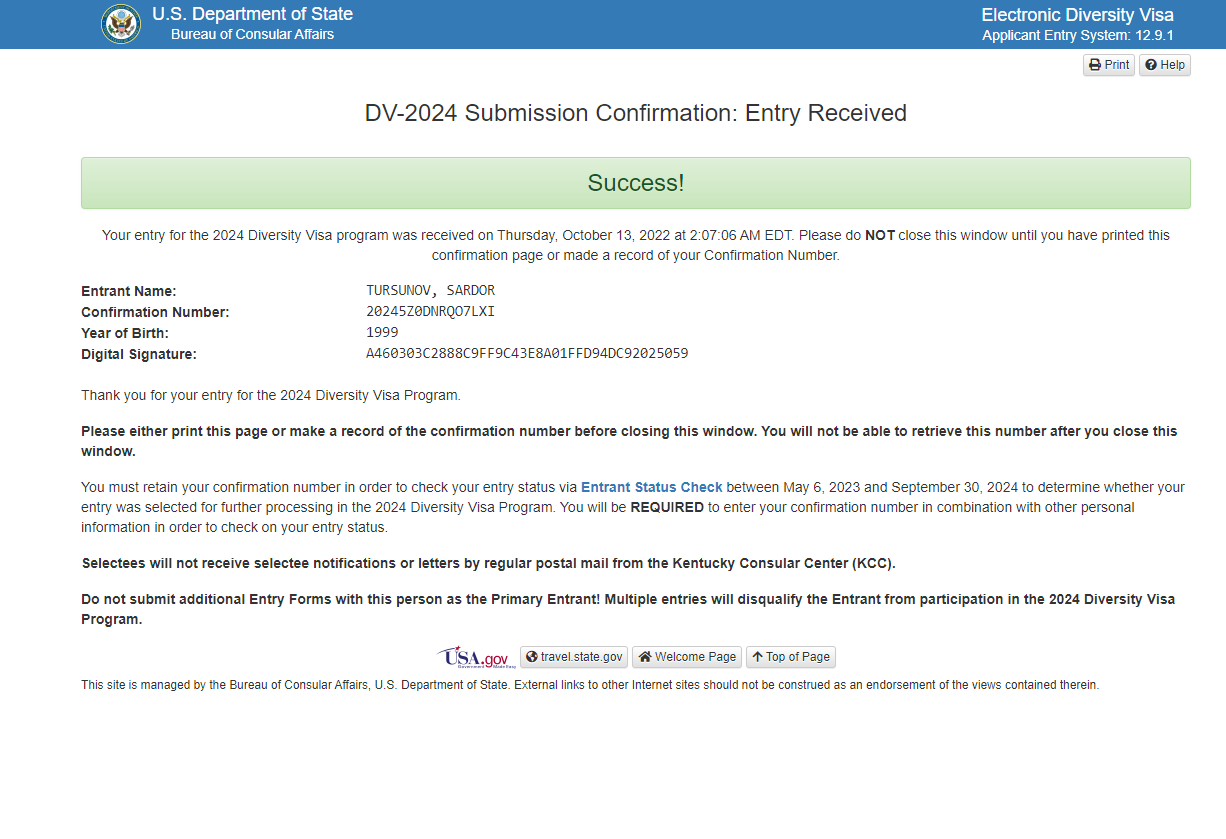 U.S. Department of State
Bureau of Consular Affairs
Electronic Diversity Visa
Applicant Entry System: 12.9.1
Print
Help
DV-2024 Submission Confirmation: Entry Received
Success!
Your entry for the 2024 Diversity Visa program was received on Thursday, October 13, 2022 at 2:07:06 AM EDT. Please do NOT close this window until you have printed this
confirmation page or made a record of your Confirmation Number.
Entrant Name: TURSUNOV, SARDOR
Confirmation Number: 20245Z0DNRQO7LXI
Year of Birth: 1999
Digital Signature: A460303C2888C9FF9C43E8A01FFD94DC92025059
Thank you for your entry for the 2024 Diversity Visa Program.
Please either print this page or make a record of the confirmation number before closing this window. You will not be able to retrieve this number after you close this
window.
You must retain your confirmation number in order to check your entry status via Entrant Status Check between May 6, 2023 and September 30, 2024 to determine whether your
entry was selected for further processing in the 2024 Diversity Visa Program. You will be REQUIRED to enter your confirmation number in combination with other personal
information in order to check on your entry status.
Selectees will not receive selectee notifications or letters by regular postal mail from the Kentucky Consular Center (KCC).
Do not submit additional Entry Forms with this person as the Primary Entrant! Multiple entries will disqualify the Entrant from participation in the 2024 Diversity Visa
Program.
USA.gov
Government Made Easy
travel.state.gov
Welcome Page
Top of Page
This site is managed by the Bureau of Consular Affairs, U.S. Department of State. External links to other Internet sites should not be construed as an endorsement of the views contained therein.